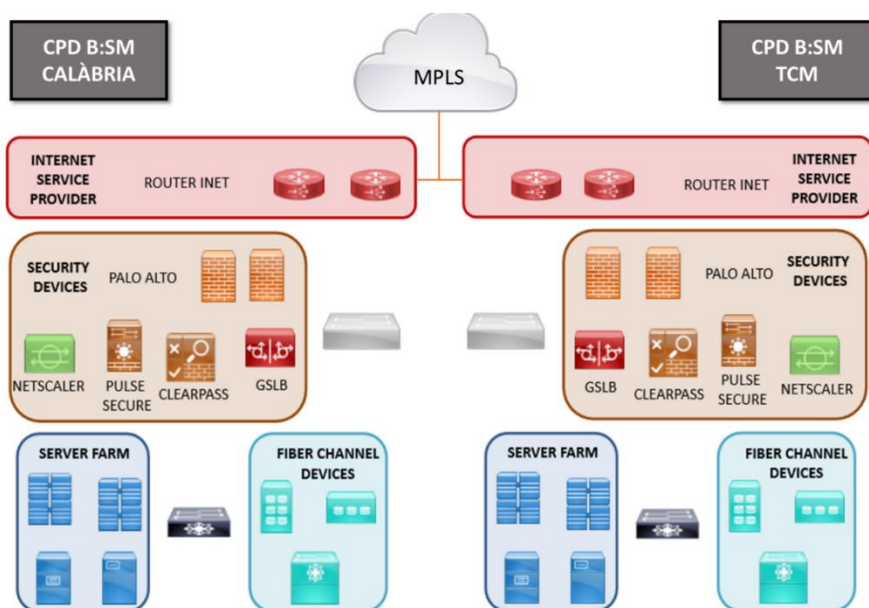 CPD B:SM
CALÀBRIA
MPLS
CPD B:SM
TCM
INTERNET
SERVICE
PROVIDER
ROUTER INET
ROUTER INET
INTERNET
SERVICE
PROVIDER
SECURITY
DEVICES
PALO ALTO
NETSCALER
PULSE
SECURE
CLEARPASS
GSLB
PALO ALTO
SECURITY
DEVICES
GSLB
CLEARPASS
PULSE
SECURE
NETSCALER
SERVER FARM
FIBER CHANNEL
DEVICES
SERVER FARM
FIBER CHANNEL
DEVICES